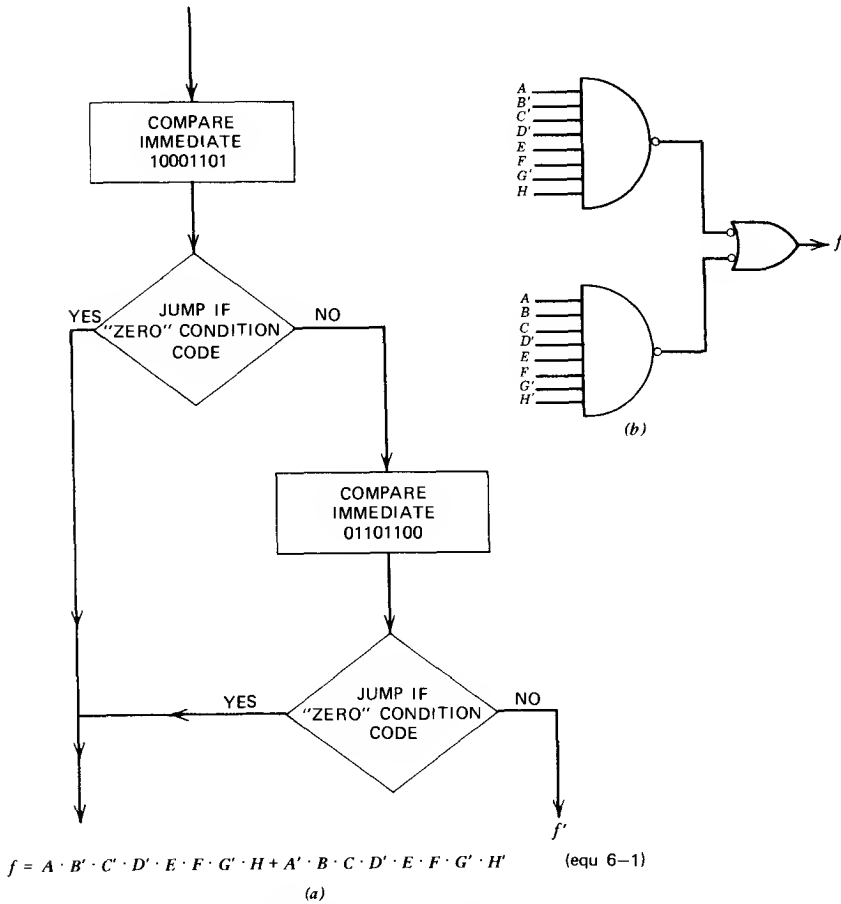 COMPARE
IMMEDIATE
10001101
JUMP IF
YES "ZERO" CONDITION NO
CODE
COMPARE
IMMEDIATE
01101100
JUMP IF
YES "ZERO" CONDITION NO
CODE
f'
f = A · B' · C' · D' · E · F · G' · H + A' · B · C · D' · E · F · G' · H' (equ 6–1)
(a)
A
B'
C'
D'
E
F
G'
H
f
A
B
C
D'
E
F
G'
H'
(b)